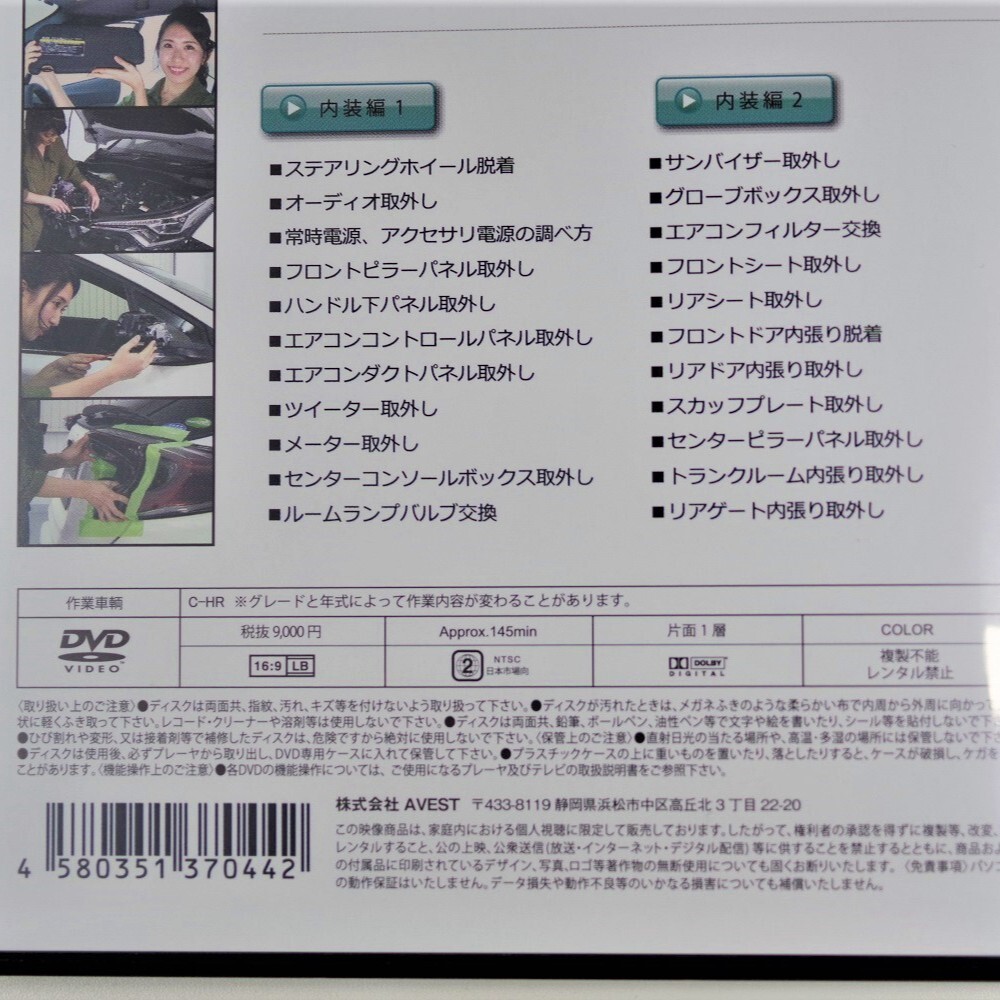 内装編 1
■ステアリングホイール脱着
■オーディオ取外し
■常時電源、アクセサリ電源の調べ方
■フロントピラーパネル取外し
■ハンドル下パネル取外し
■エアコンコントロールパネル取外し
■エアコンダクトパネル取外し
■ツイーター取外し
■メーター取外し
■センターコンソールボックス取外し
■ルームランプバルブ交換
内装編 2
■サンバイザー取外し
■グローブボックス取外し
■エアコンフィルター交換
■フロントシート取外し
■リアシート取外し
■フロントドア内張り脱着
■リアドア内張り取外し
■スカッフプレート取外し
■センターピラーパネル取外し
■トランクルーム内張り取外し
■リアゲート内張り取外し
作業車輌 C-HR ※グレードと年式によって作業内容が変わることがあります。
DVD VIDEO
税抜 9,000円 Approx.145min 片面1層 COLOR
16:9 LB 2 NTSC 日本市場向 DOLBY DIGITAL 複製不能 レンタル禁止
〈取り扱い上のご注意〉●ディスクは両面共、指紋、汚れ、キズ等を付けないよう取り扱って下さい。●ディスクが汚れたときは、メガネふきのような柔らかい布で内周から外周に向かって
状に軽くふき取って下さい。レコード・クリーナーや溶剤等は使用しないで下さい。●ディスクは両面共、鉛筆、ボールペン、油性ペン等で文字や絵を書いたり、シール等を貼付しないで下
●ひび割れや変形、又は接着剤等で補修したディスクは、危険ですから絶対に使用しないで下さい。〈保管上のご注意〉●直射日光の当たる場所や、高温・多湿の場所には保管しないで下さ
●ディスクは使用後、必ずプレーヤから取り出し、DVD専用ケースに入れて保管して下さい。●プラスチックケースの上に重いものを置いたり、落としたりすると、ケースが破損し、ケガを
ことがあります。〈機能操作上のご注意〉●各DVDの機能操作については、ご使用になるプレーヤ及びテレビの取扱説明書をご参照下さい。
4 580351 370442
株式会社 AVEST 〒433-8119 静岡県浜松市中区高丘北3丁目22-20
この映像商品は、家庭内における個人視聴に限定して販売しております。したがって、権利者の承認を得ずに複製等、改変、
レンタルすること、公の上映、公衆送信(放送・インターネット・デジタル配信)等に供することを禁止するとともに、商品およ
の付属品に印刷されているデザイン、写真、ロゴ等著作物の無断使用についても固くお断りいたします。〈免責事項〉パソコ
の動作保証はいたしません。データ損失や動作不良等のいかなる損害についても補償いたしません。